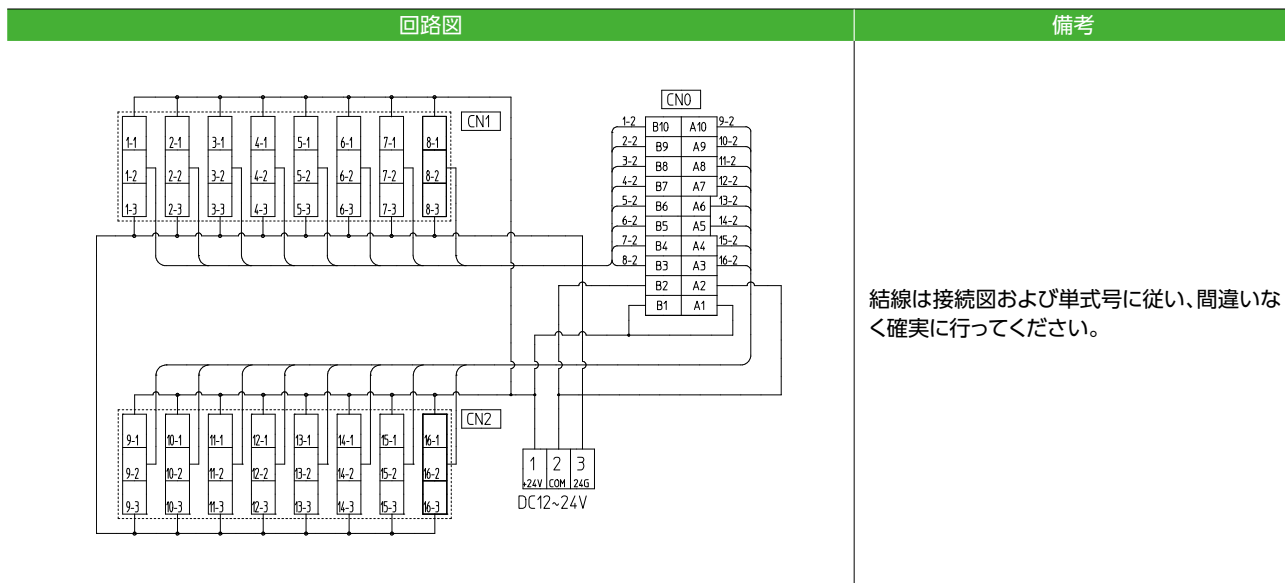 回路図
備考
CN0
CN1
1-1 2-1 3-1 4-1 5-1 6-1 7-1 8-1
1-2 2-2 3-2 4-2 5-2 6-2 7-2 8-2
1-3 2-3 3-3 4-3 5-3 6-3 7-3 8-3
1-2 B10 A10 9-2
2-2 B9 A9 10-2
3-2 B8 A8 11-2
4-2 B7 A7 12-2
5-2 B6 A6 13-2
6-2 B5 A5 14-2
7-2 B4 A4 15-2
8-2 B3 A3 16-2
B2 A2
B1 A1
結線は接続図および単式号に従い、間違いな
く確実に行ってください。
CN2
9-1 10-1 11-1 12-1 13-1 14-1 15-1 16-1
9-2 10-2 11-2 12-2 13-2 14-2 15-2 16-2
9-3 10-3 11-3 12-3 13-3 14-3 15-3 16-3
1 2 3
+24V COM 24G
DC12~24V